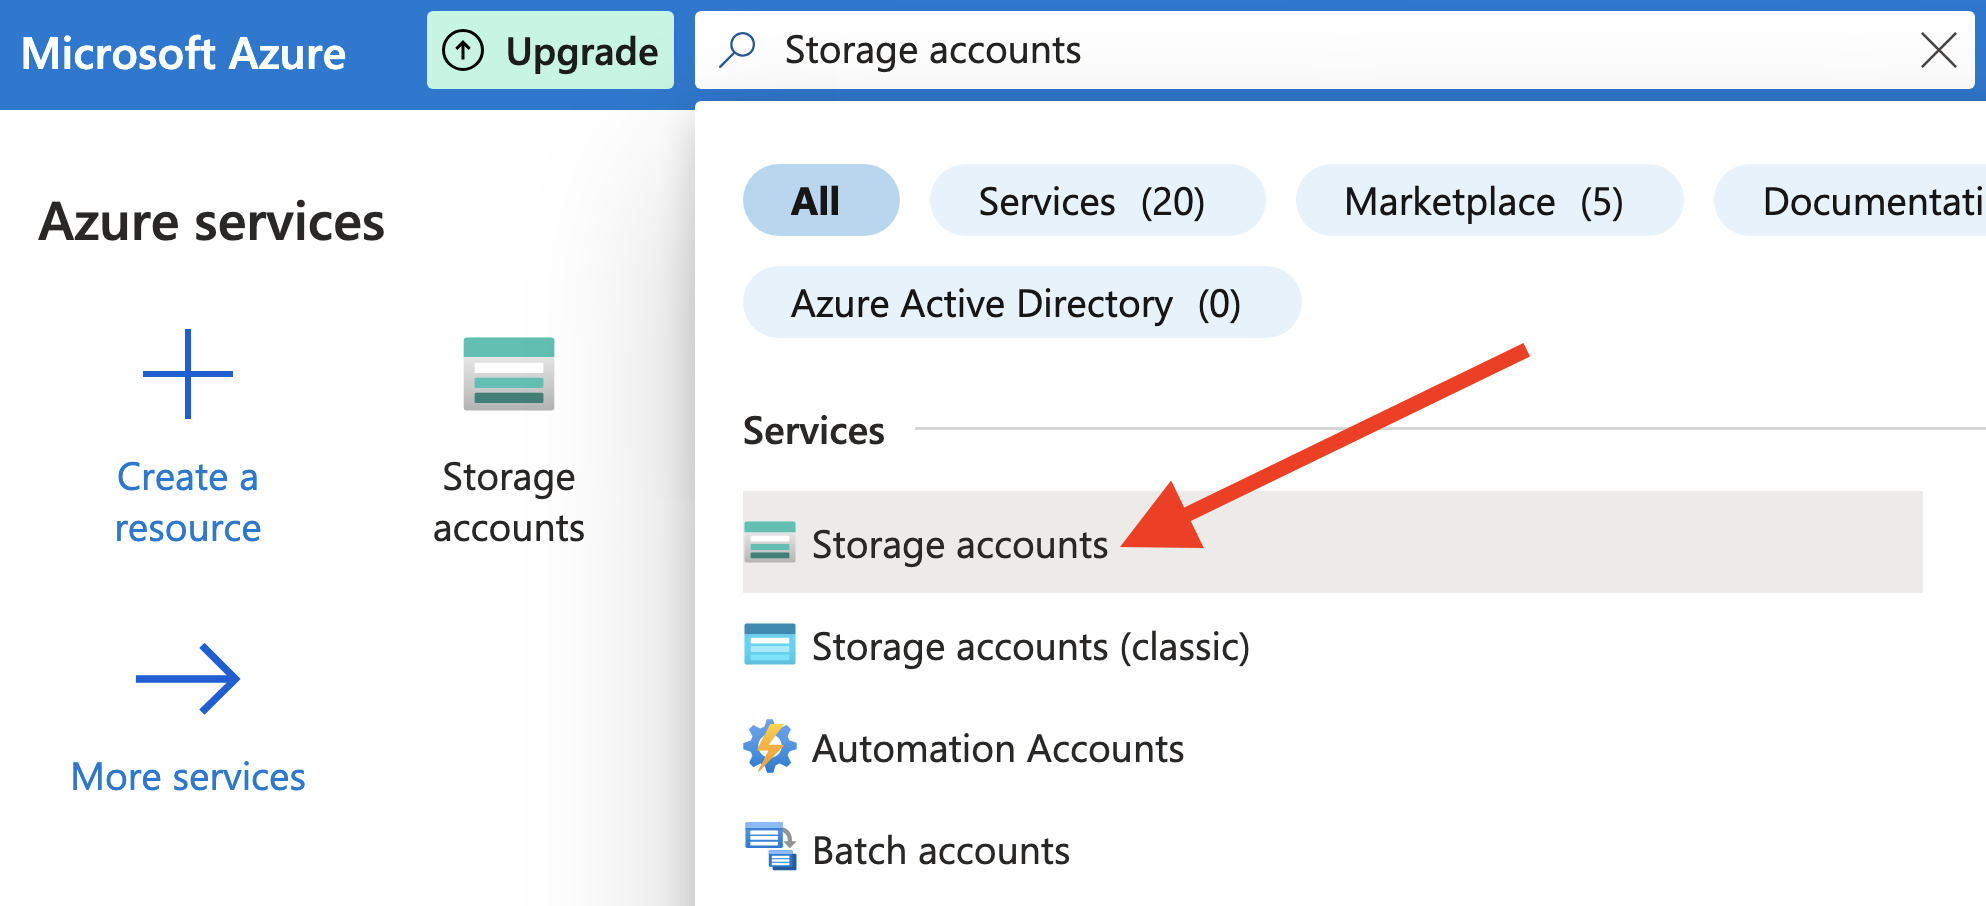 Microsoft Azure
Upgrade
Storage accounts
All
Services (20)
Marketplace (5)
Documentati
Azure Active Directory (0)
Azure services
Create a
resource
Storage
accounts
More services
Services
Storage accounts
Storage accounts (classic)
Automation Accounts
Batch accounts